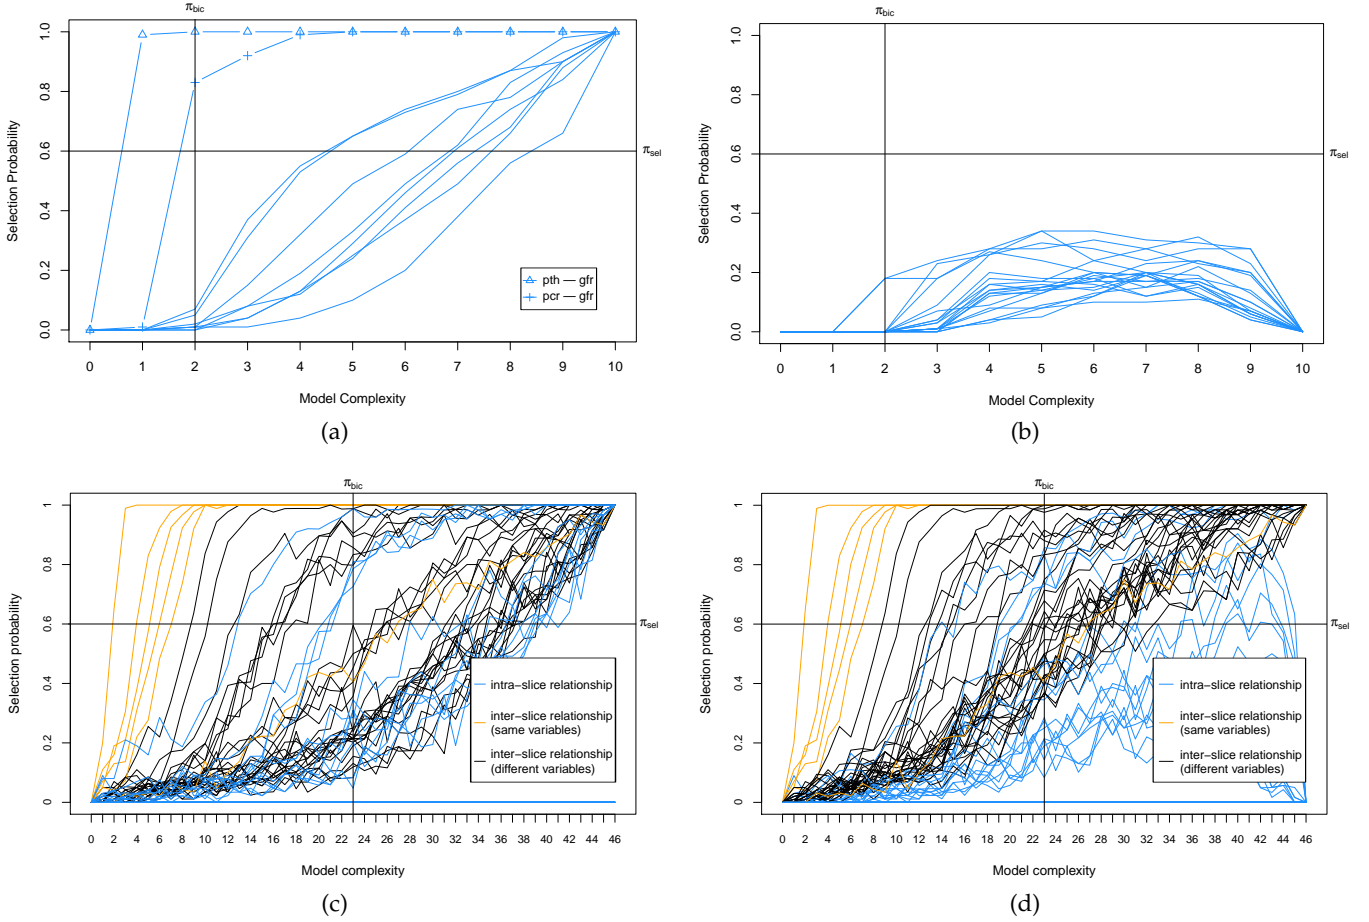 πbic
Selection Probability
1.0
0.8
0.6
0.4
0.2
0.0
πsel
pth — gfr
pcr — gfr
0 1 2 3 4 5 6 7 8 9 10
Model Complexity
(a)
πbic
Selection Probability
1.0
0.8
0.6
0.4
0.2
0.0
πsel
0 1 2 3 4 5 6 7 8 9 10
Model Complexity
(b)
πbic
Selection probability
1
0.8
0.6
0.4
0.2
0
πsel
intra−slice relationship
inter−slice relationship
(same variables)
inter−slice relationship
(different variables)
0 2 4 6 8 10 12 14 16 18 20 22 24 26 28 30 32 34 36 38 40 42 44 46
Model complexity
(c)
πbic
Selection probability
1
0.8
0.6
0.4
0.2
0
πsel
intra−slice relationship
inter−slice relationship
(same variables)
inter−slice relationship
(different variables)
0 2 4 6 8 10 12 14 16 18 20 22 24 26 28 30 32 34 36 38 40 42 44 46
Model complexity
(d)